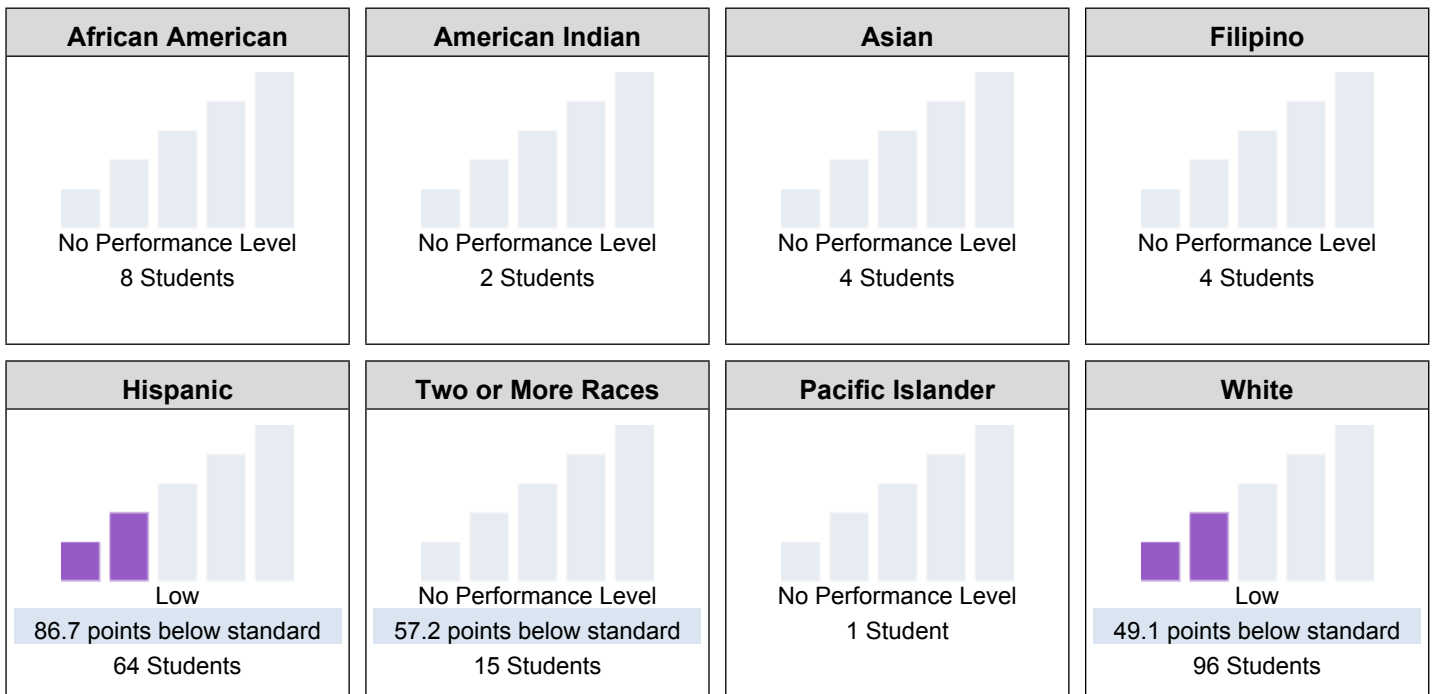 African American
No Performance Level
8 Students
American Indian
No Performance Level
2 Students
Asian
No Performance Level
4 Students
Filipino
No Performance Level
4 Students
Hispanic
Low
86.7 points below standard
64 Students
Two or More Races
No Performance Level
57.2 points below standard
15 Students
Pacific Islander
No Performance Level
1 Student
White
Low
49.1 points below standard
96 Students